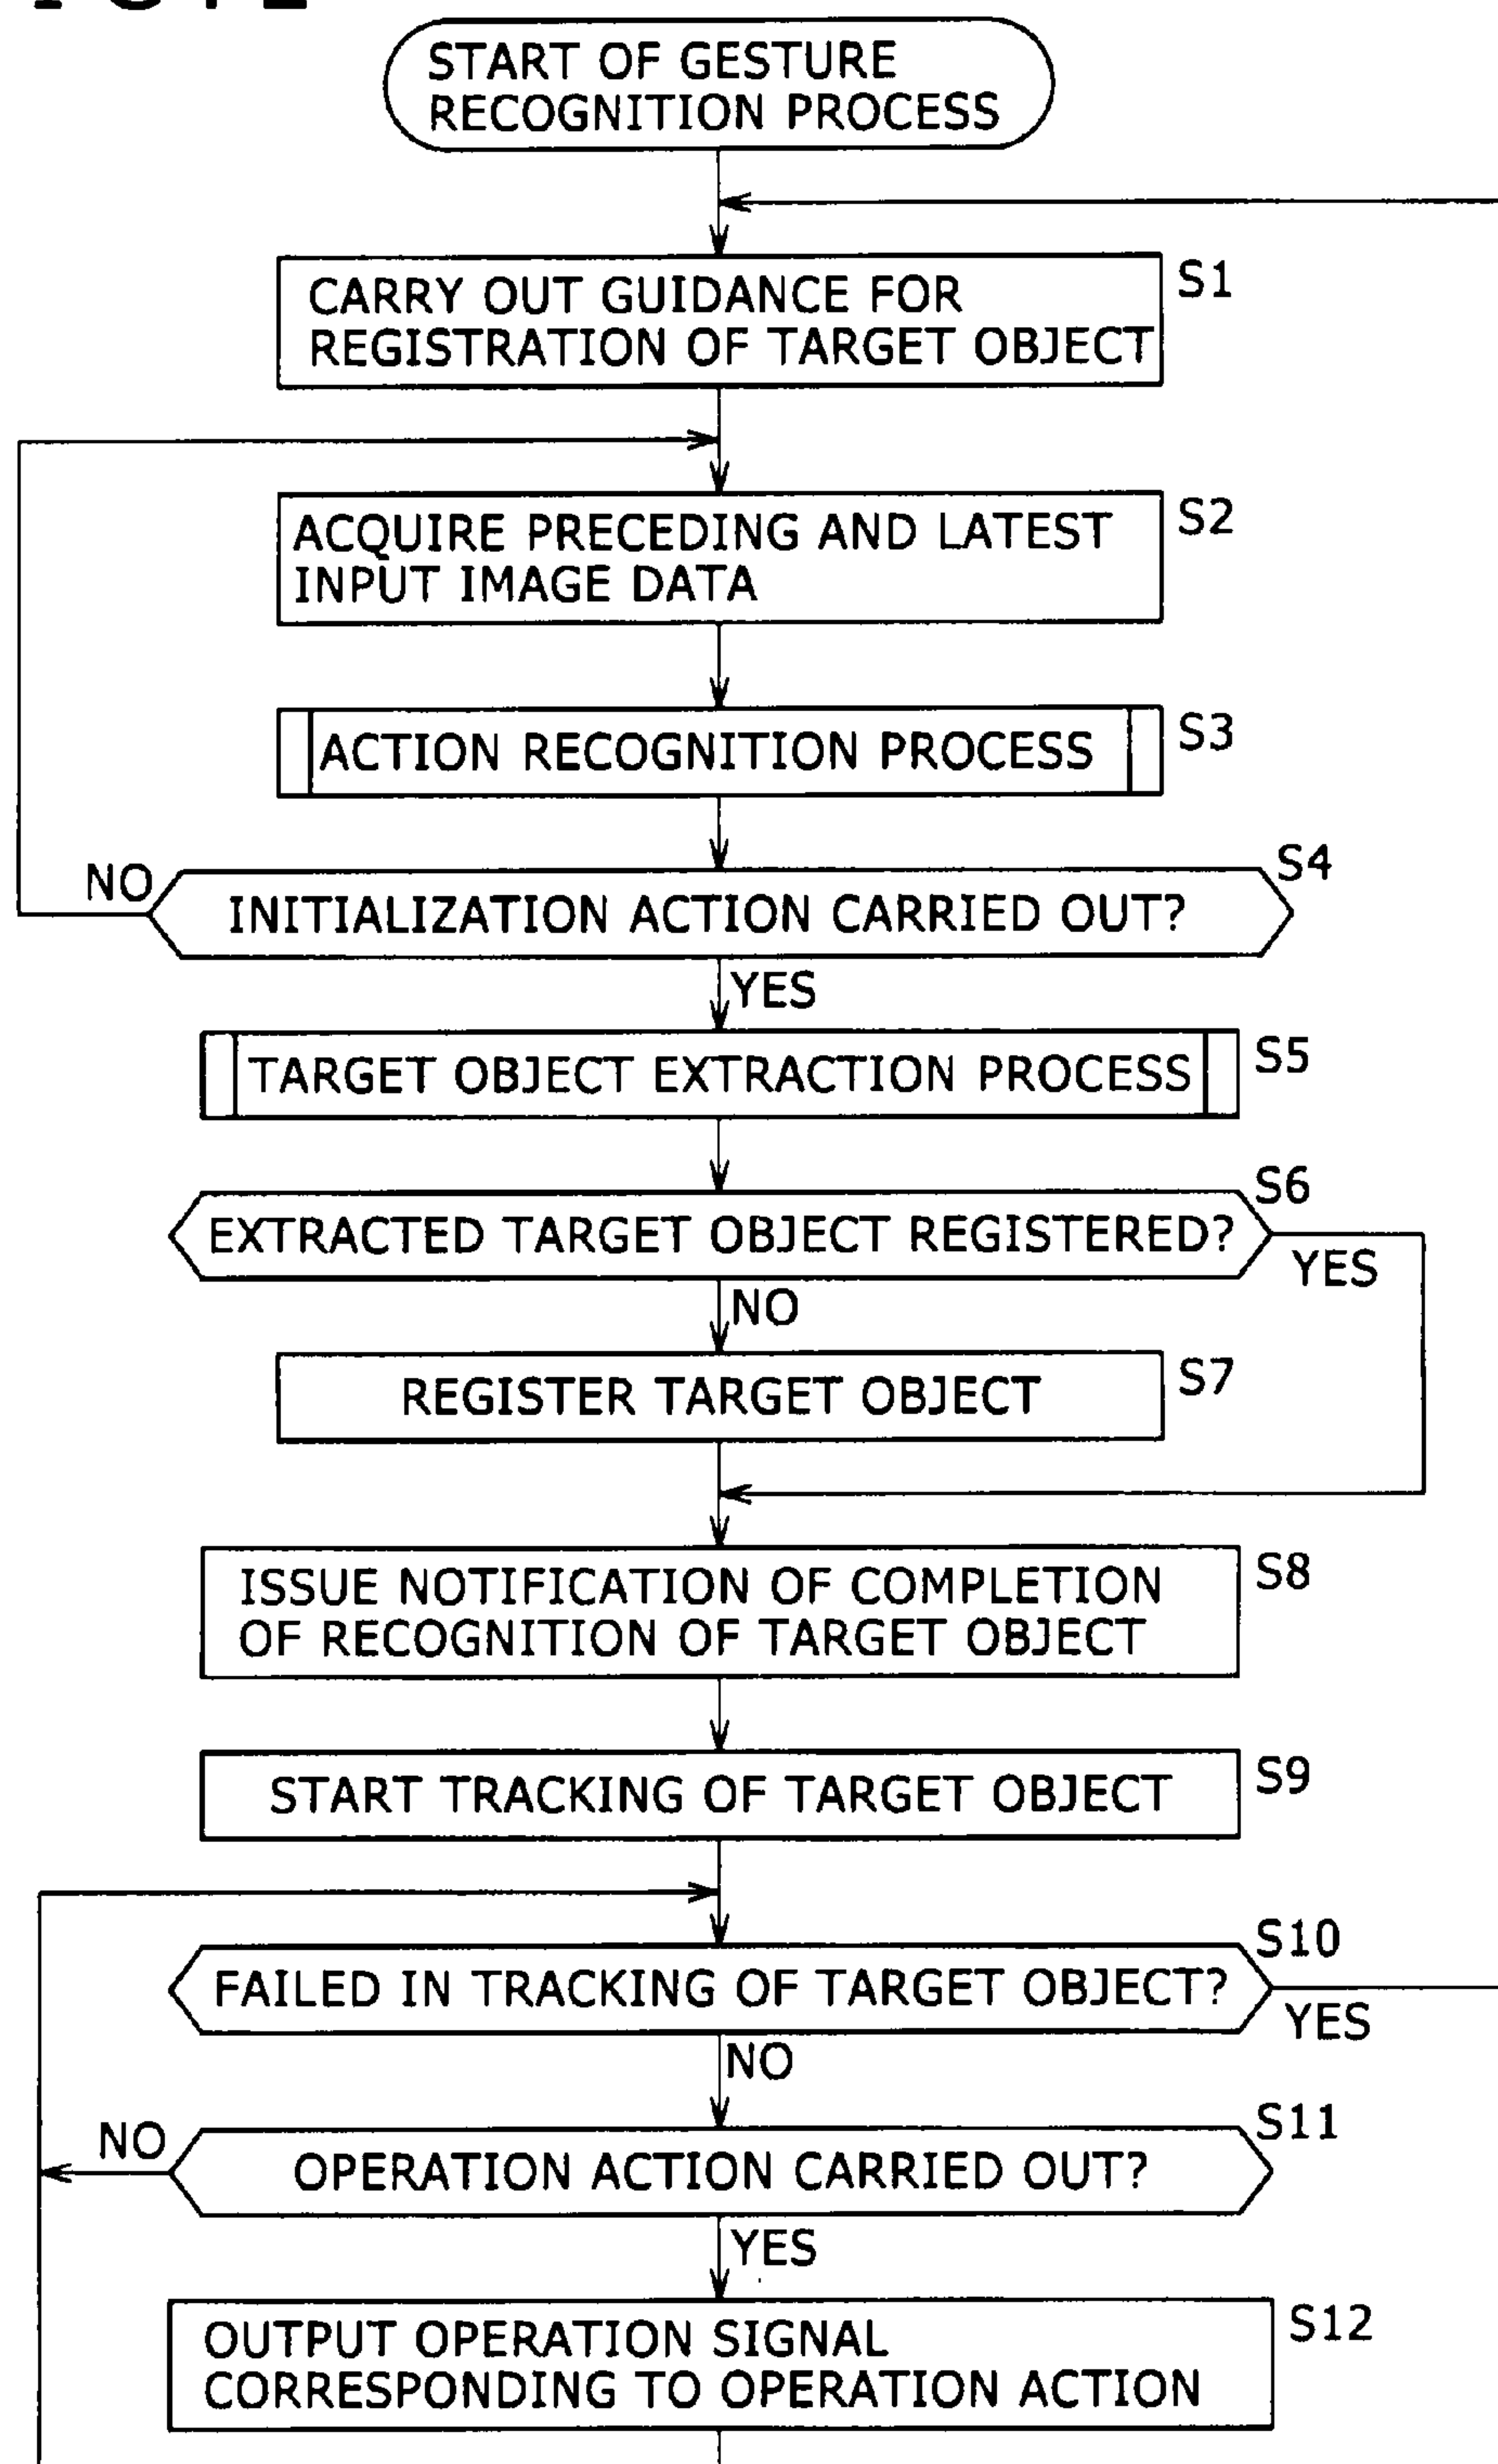 START OF GESTURE
RECOGNITION PROCESS
CARRY OUT GUIDANCE FOR
REGISTRATION OF TARGET OBJECT
S1
ACQUIRE PRECEDING AND LATEST
INPUT IMAGE DATA
S2
ACTION RECOGNITION PROCESS
S3
S4
NO
INITIALIZATION ACTION CARRIED OUT?
YES
TARGET OBJECT EXTRACTION PROCESS
S5
S6
EXTRACTED TARGET OBJECT REGISTERED?
YES
NO
REGISTER TARGET OBJECT
S7
ISSUE NOTIFICATION OF COMPLETION
OF RECOGNITION OF TARGET OBJECT
S8
START TRACKING OF TARGET OBJECT
S9
S10
FAILED IN TRACKING OF TARGET OBJECT?
YES
NO
S11
NO
OPERATION ACTION CARRIED OUT?
YES
OUTPUT OPERATION SIGNAL
CORRESPONDING TO OPERATION ACTION
S12